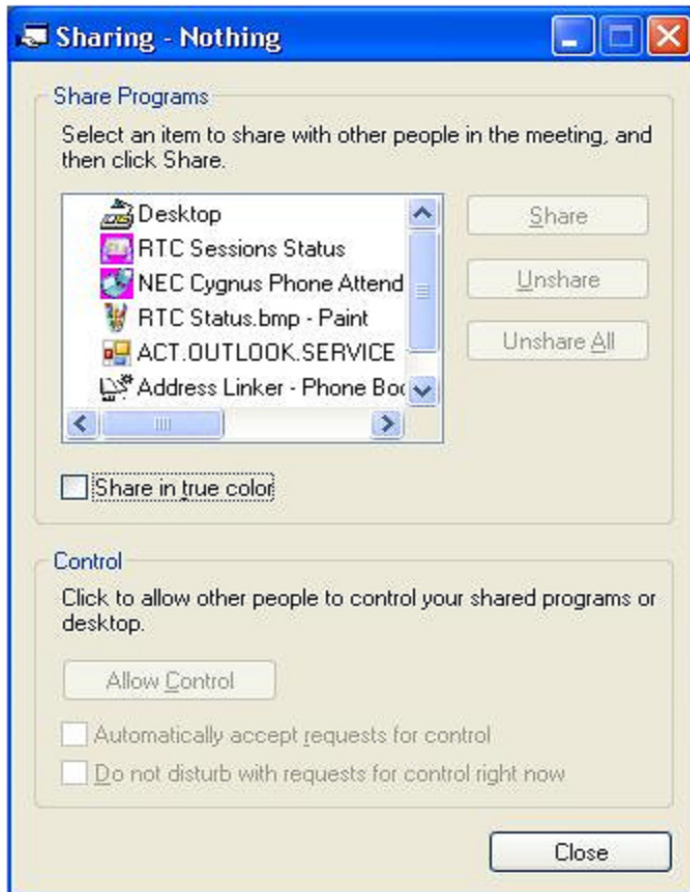 Sharing - Nothing
Share Programs
Select an item to share with other people in the meeting, and
then click Share.
Desktop
RTC Sessions Status
NEC Cygnus Phone Attend
RTC Status.bmp - Paint
ACT.OUTLOOK.SERVICE
Address Linker - Phone Boo
Share
Unshare
Unshare All
Share in true color
Control
Click to allow other people to control your shared programs or
desktop.
Allow Control
Automatically accept requests for control
Do not disturb with requests for control right now
Close